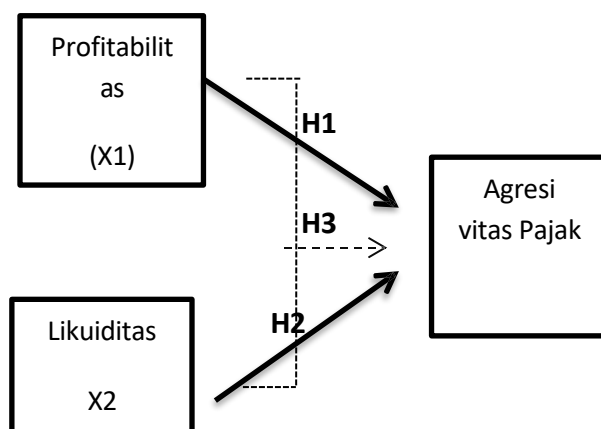 Profitabilit
as
(X1)
H1
Agresi
vitas Pajak
H3
H2
Likuiditas
X2